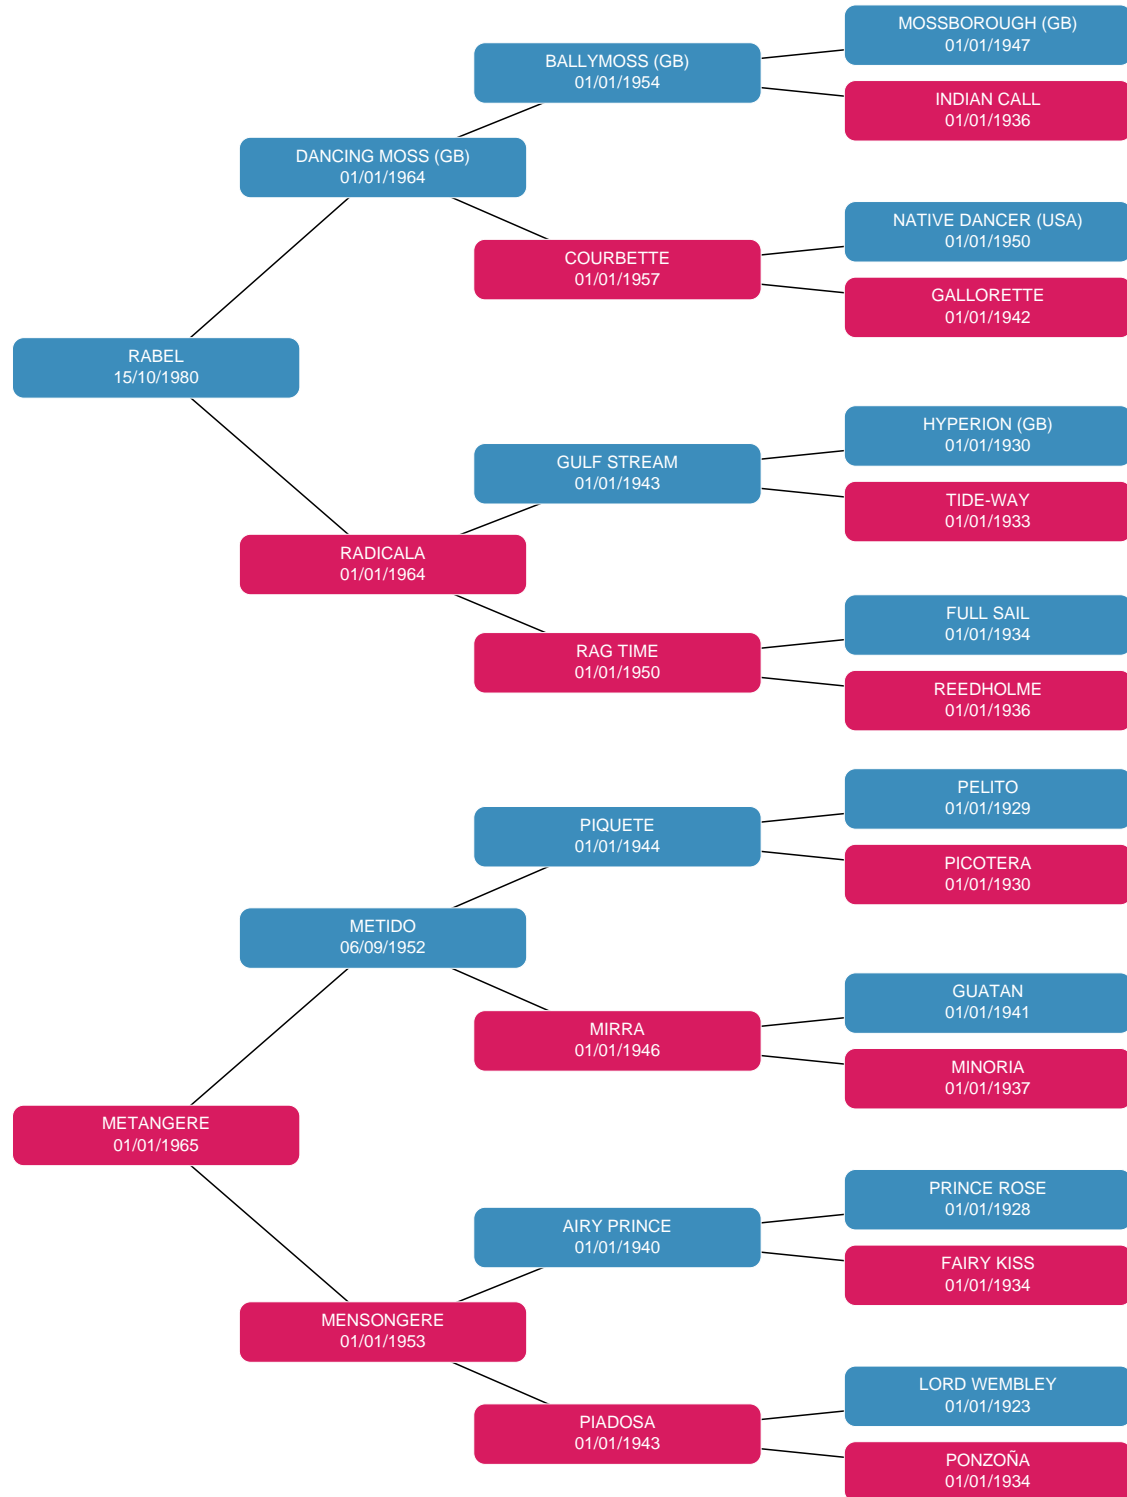 MOSSBOROUGH (GB)
01/01/1947
BALLYMOSS (GB)
01/01/1954
INDIAN CALL
01/01/1936
DANCING MOSS (GB)
01/01/1964
NATIVE DANCER (USA)
01/01/1950
COURBETTE
01/01/1957
GALLORETTE
01/01/1942
RABEL
15/10/1980
HYPERION (GB)
01/01/1930
GULF STREAM
01/01/1943
TIDE-WAY
01/01/1933
RADICALA
01/01/1964
FULL SAIL
01/01/1934
RAG TIME
01/01/1950
REEDHOLME
01/01/1936
PELITO
01/01/1929
PIQUETE
01/01/1944
PICOTERA
01/01/1930
METIDO
06/09/1952
GUATAN
01/01/1941
MIRRA
01/01/1946
MINORIA
01/01/1937
METANGERE
01/01/1965
PRINCE ROSE
01/01/1928
AIRY PRINCE
01/01/1940
FAIRY KISS
01/01/1934
MENSONGERE
01/01/1953
LORD WEMBLEY
01/01/1923
PIADOSA
01/01/1943
PONZOÑA
01/01/1934